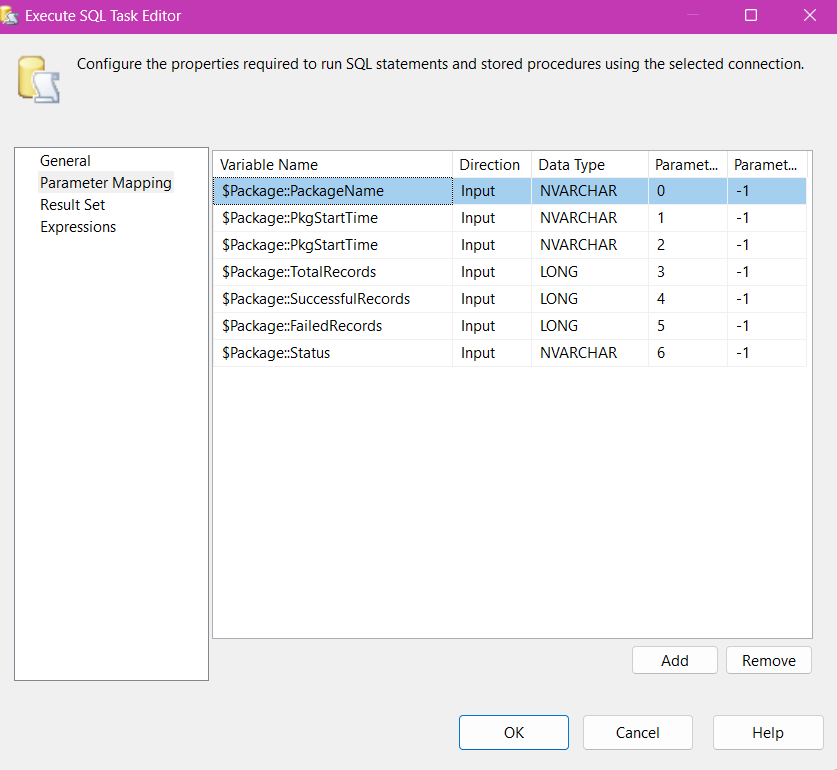 Execute SQL Task Editor
Configure the properties required to run SQL statements and stored procedures using the selected connection.
General
Parameter Mapping
Result Set
Expressions
Variable Name Direction Data Type Paramet... Paramet...
$Package::PackageName Input NVARCHAR 0 -1
$Package::PkgStartTime Input NVARCHAR 1 -1
$Package::PkgStartTime Input NVARCHAR 2 -1
$Package::TotalRecords Input LONG 3 -1
$Package::SuccessfulRecords Input LONG 4 -1
$Package::FailedRecords Input LONG 5 -1
$Package::Status Input NVARCHAR 6 -1
Add Remove
OK Cancel Help